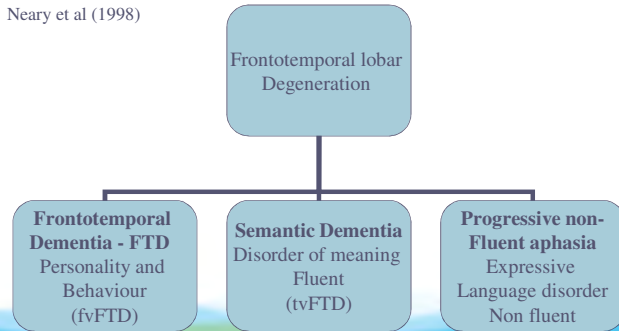 Neary et al (1998)
Frontotemporal lobar
Degeneration
Frontotemporal
Dementia - FTD
Personality and
Behaviour
(fvFTD)
Semantic Dementia
Disorder of meaning
Fluent
(tvFTD)
Progressive non-
Fluent aphasia
Expressive
Language disorder
Non fluent